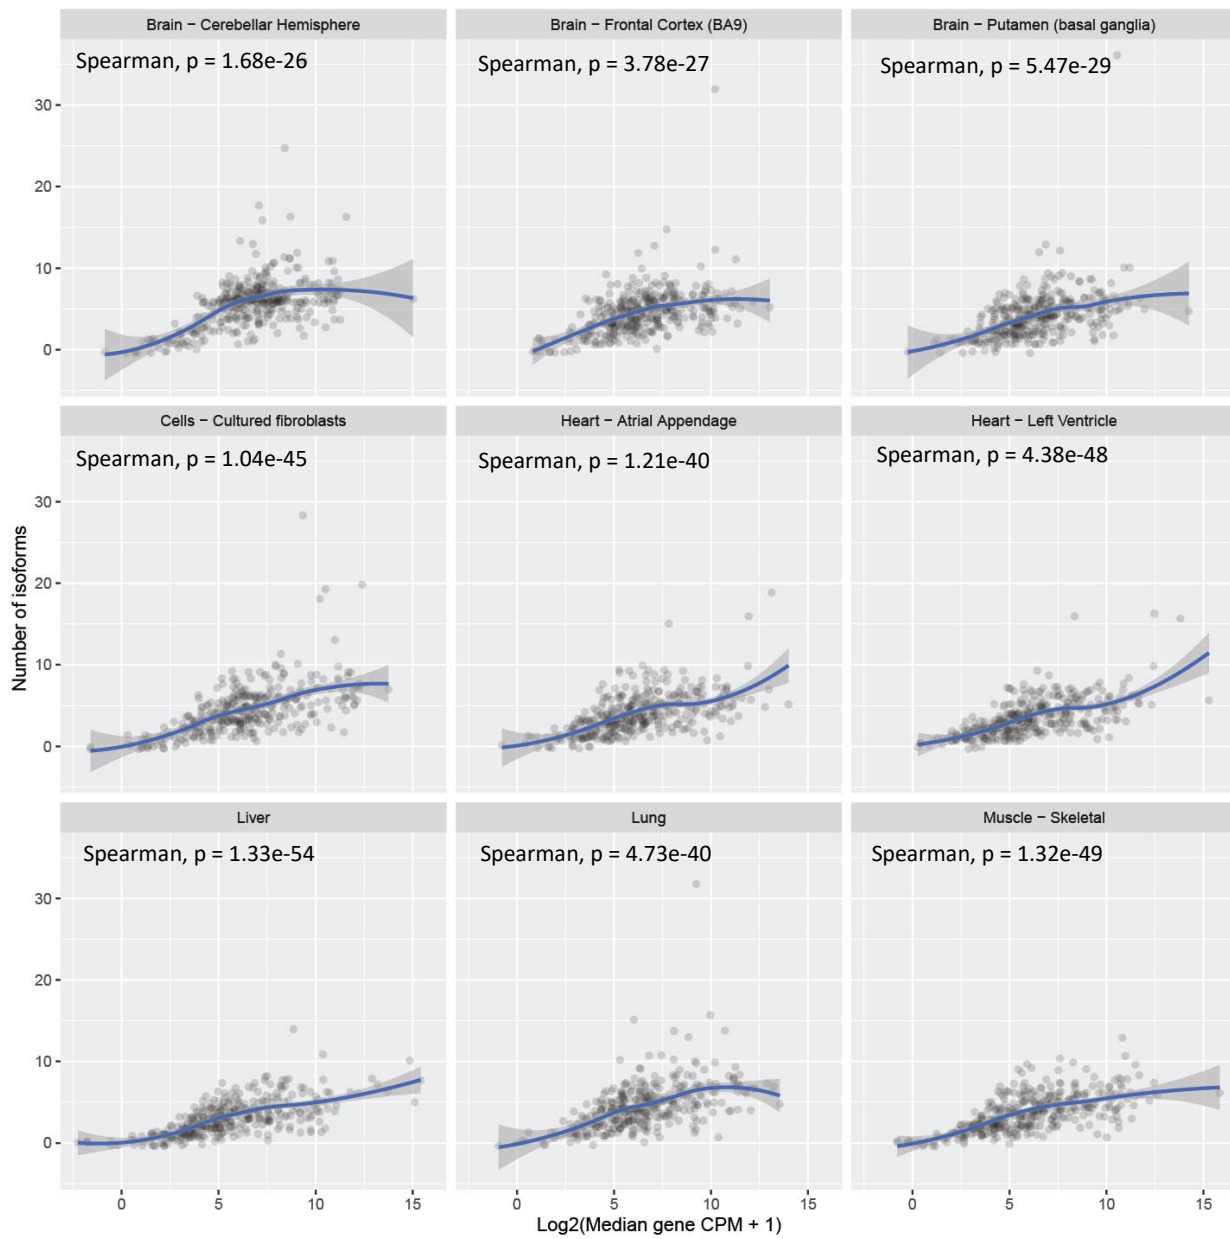 Brain − Cerebellar Hemisphere
Brain − Frontal Cortex (BA9)
Brain − Putamen (basal ganglia)
Spearman, p = 1.68e-26
Spearman, p = 3.78e-27
Spearman, p = 5.47e-29
30
20
10
0
Cells − Cultured fibroblasts
Heart − Atrial Appendage
Heart − Left Ventricle
Spearman, p = 1.04e-45
Spearman, p = 1.21e-40
Spearman, p = 4.38e-48
30
20
10
0
Number of isoforms
Liver
Lung
Muscle − Skeletal
Spearman, p = 1.33e-54
Spearman, p = 4.73e-40
Spearman, p = 1.32e-49
30
20
10
0
0 5 10 15
0 5 10 15
0 5 10 15
Log2(Median gene CPM + 1)